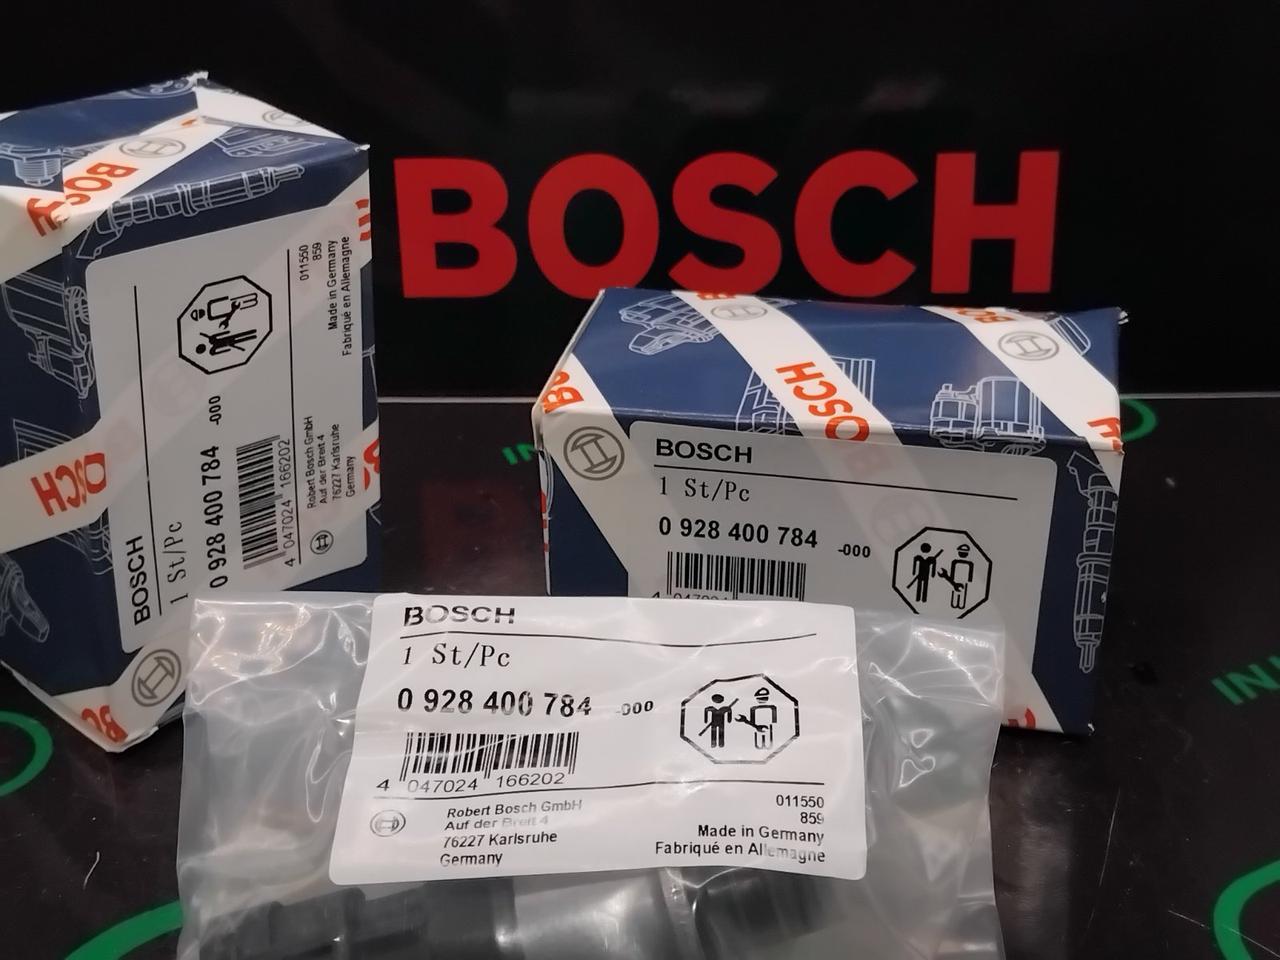 BOSCH
BOSCH
BOSCH
BOSCH
1 St/Pc
0 928 400 784 -000
4 047024 166202
Robert Bosch GmbH
Auf der Breit 4
76227 Karlsruhe
Germany
011550
859
Made in Germany
Fabriqué en Allemagne
BOSCH
BOSCH
1 St/Pc
0 928 400 784 -000
BOSCH
1 St/Pc
0 928 400 784 -000
4 047024 166202
Robert Bosch GmbH
Auf der Breit 4
76227 Karlsruhe
Germany
011550
859
Made in Germany
Fabriqué en Allemagne